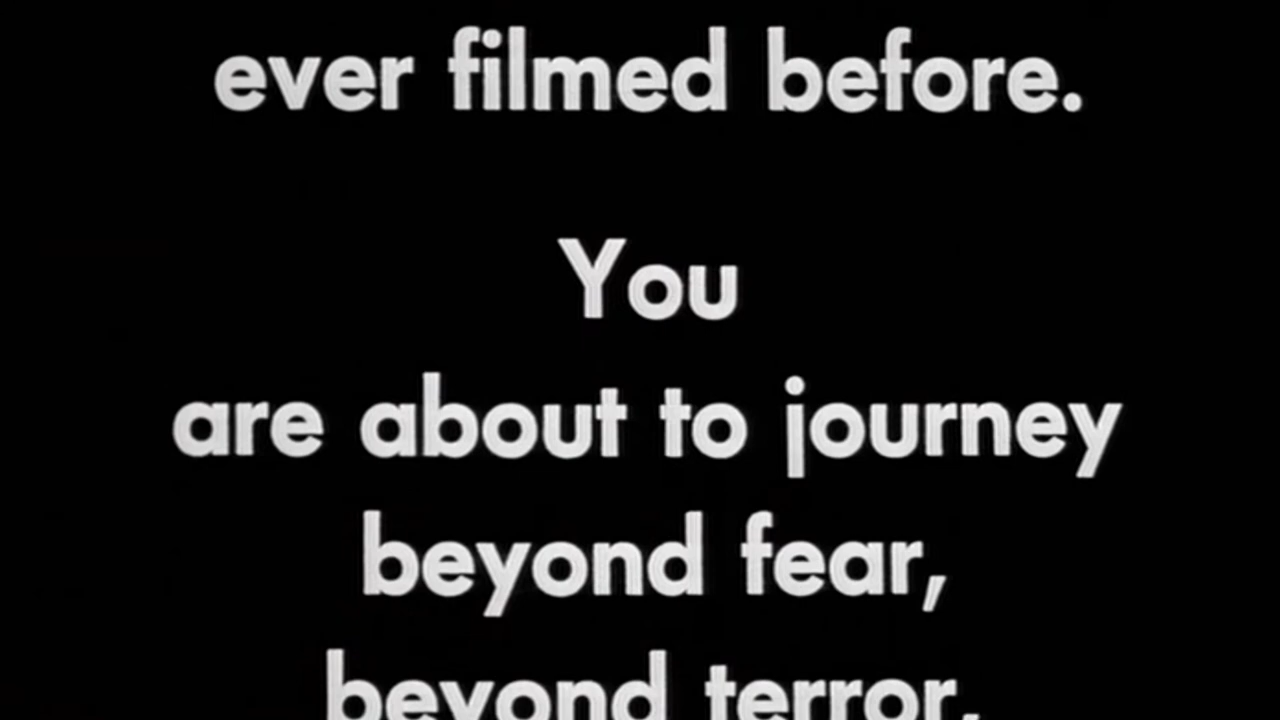 ever filmed before.
You
are about to journey
beyond fear,
beyond terror,